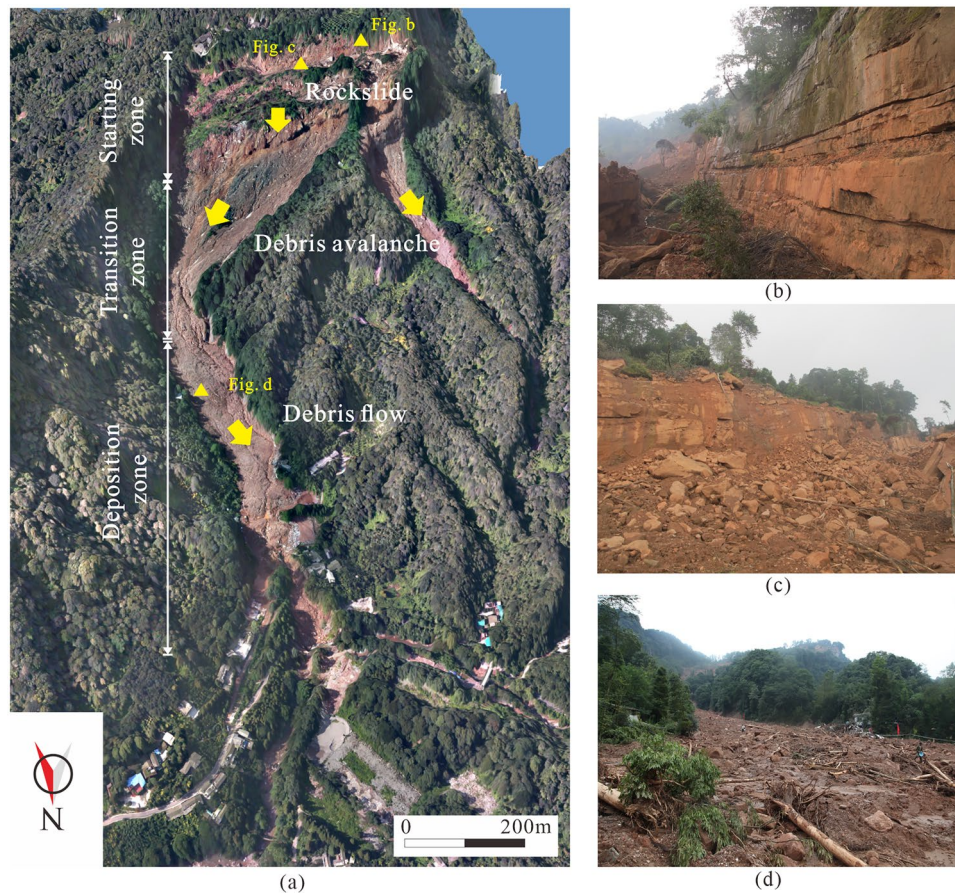 Fig. b
Fig. c
Rockslide
Starting
zone
Debris avalanche
Transition
zone
Fig. d
Debris flow
Deposition
zone
N
0 200m
(a)
(b)
(c)
(d)